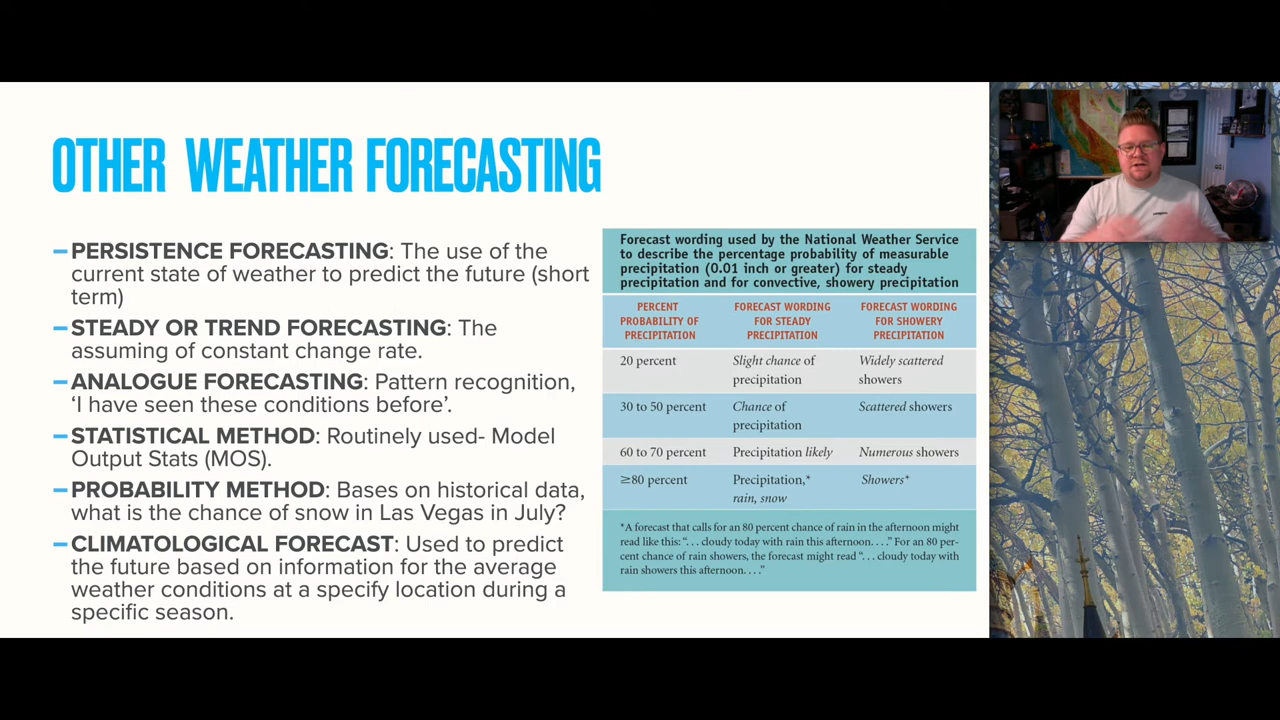 OTHER WEATHER FORECASTING
–PERSISTENCE FORECASTING: The use of the
current state of weather to predict the future (short
term)
–STEADY OR TREND FORECASTING: The
assuming of constant change rate.
–ANALOGUE FORECASTING: Pattern recognition,
‘I have seen these conditions before’.
–STATISTICAL METHOD: Routinely used- Model
Output Stats (MOS).
–PROBABILITY METHOD: Bases on historical data,
what is the chance of snow in Las Vegas in July?
–CLIMATOLOGICAL FORECAST: Used to predict
the future based on information for the average
weather conditions at a specify location during a
specific season.
Forecast wording used by the National Weather Service
to describe the percentage probability of measurable
precipitation (0.01 inch or greater) for steady
precipitation and for convective, showery precipitation
PERCENT FORECAST WORDING FORECAST WORDING
PROBABILITY OF FOR STEADY FOR SHOWERY
PRECIPITATION PRECIPITATION PRECIPITATION
20 percent Slight chance of Widely scattered
precipitation showers
30 to 50 percent Chance of Scattered showers
precipitation
60 to 70 percent Precipitation likely Numerous showers
≥80 percent Precipitation,* Showers*
rain, snow
*A forecast that calls for an 80 percent chance of rain in the afternoon might
read like this: “. . . cloudy today with rain this afternoon. . . .” For an 80 per-
cent chance of rain showers, the forecast might read “. . . cloudy today with
rain showers this afternoon. . . .”